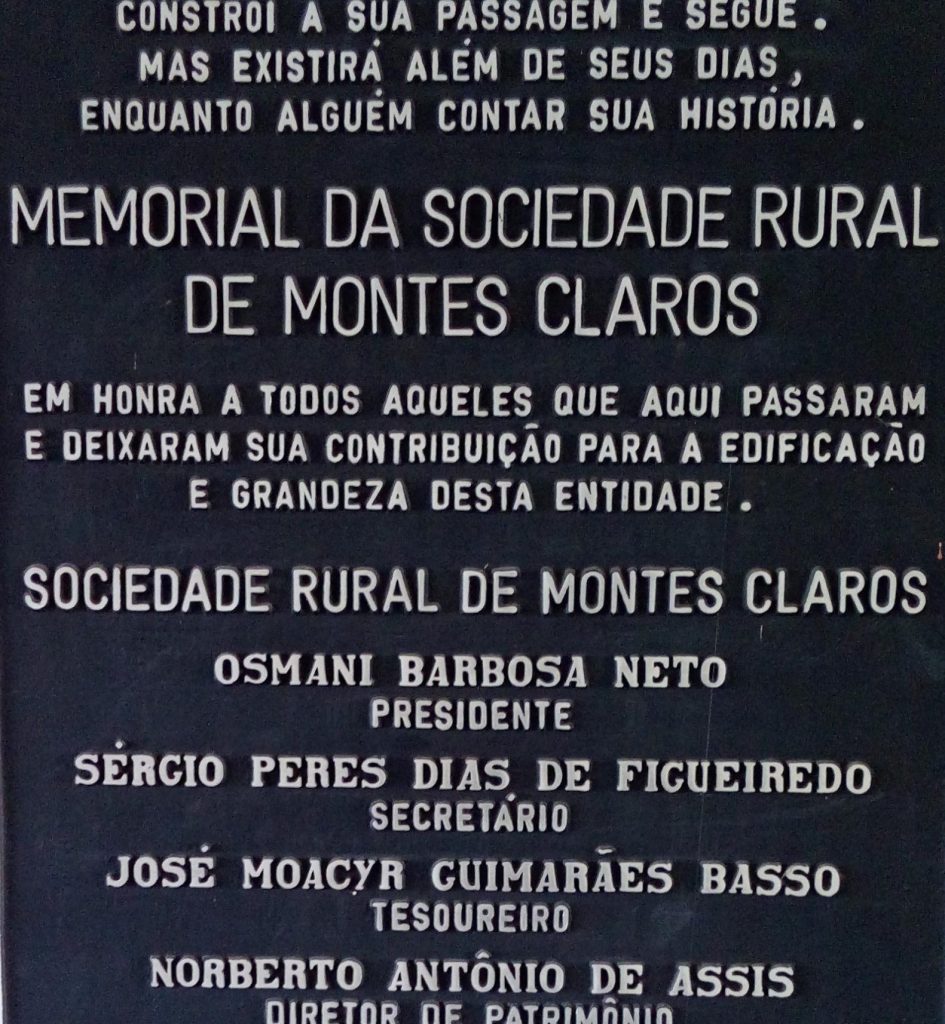 CONSTROI A SUA PASSAGEM E SEGUE .
MAS EXISTIRÁ ALÉM DE SEUS DIAS ,
ENQUANTO ALGUÉM CONTAR SUA HISTÓRIA .
MEMORIAL DA SOCIEDADE RURAL
DE MONTES CLAROS
EM HONRA A TODOS AQUELES QUE AQUI PASSARAM
E DEIXARAM SUA CONTRIBUIÇÃO PARA A EDIFICAÇÃO
E GRANDEZA DESTA ENTIDADE .
SOCIEDADE RURAL DE MONTES CLAROS
OSMANI BARBOSA NETO
PRESIDENTE
SÉRGIO PERES DIAS DE FIGUEIREDO
SECRETÁRIO
JOSÉ MOACYR GUIMARÃES BASSO
TESOUREIRO
NORBERTO ANTÔNIO DE ASSIS
DIRETOR DE PATRIMÔNIO